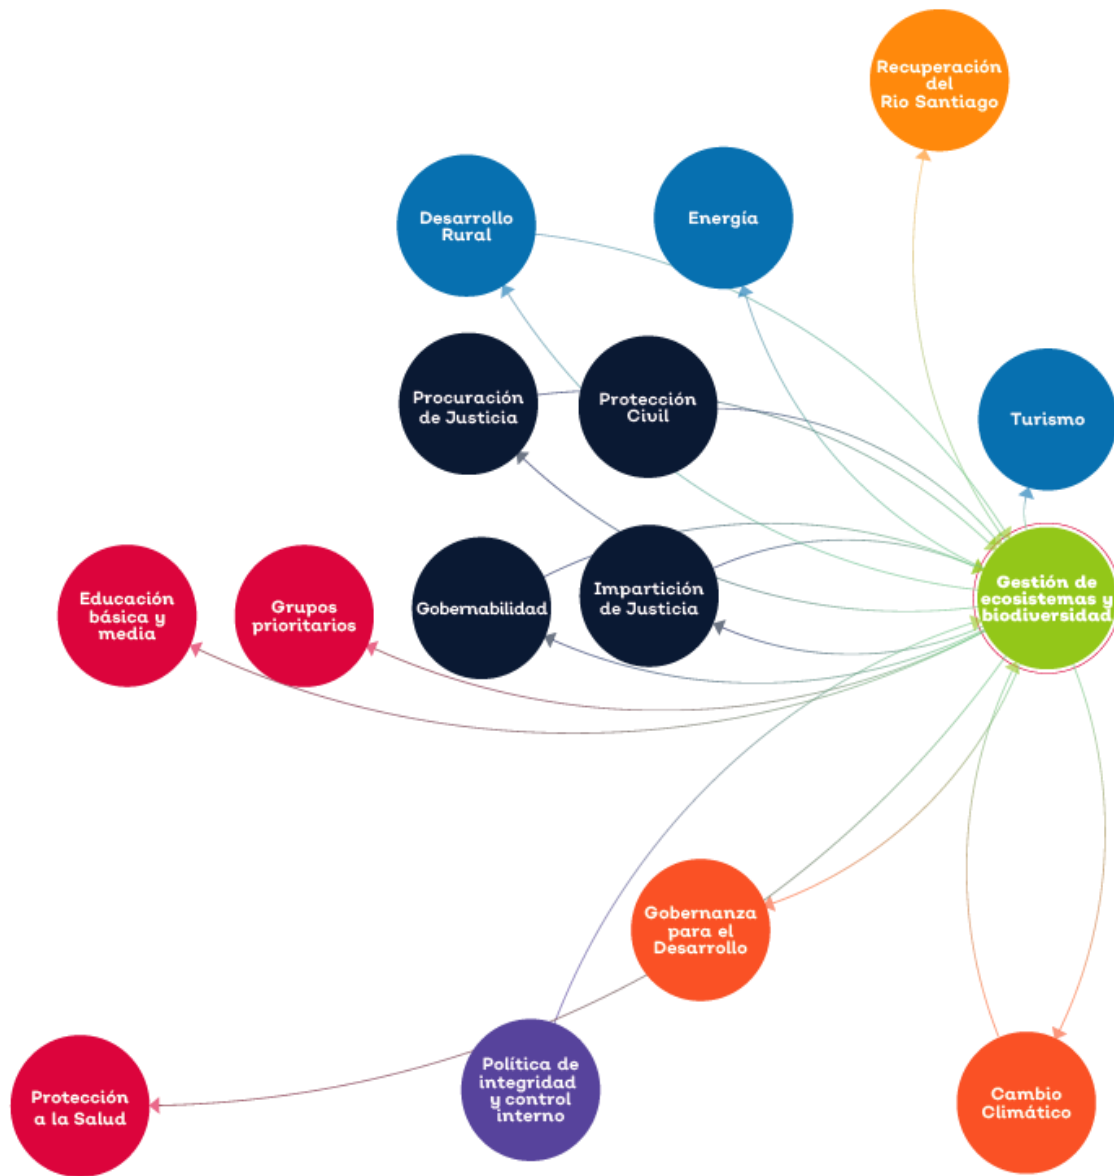 Recuperación
del
Rio Santiago
Desarrollo
Rural
Energía
Procuración
de Justicia
Protección
Civil
Turismo
Educación
básica y
media
Grupos
prioritarios
Gobernabilidad
Impartición
de Justicia
Gestión de
ecosistemas y
biodiversidad
Gobernanza
para el
Desarrollo
Protección
a la Salud
Política de
integridad
y control
interno
Cambio
Climático